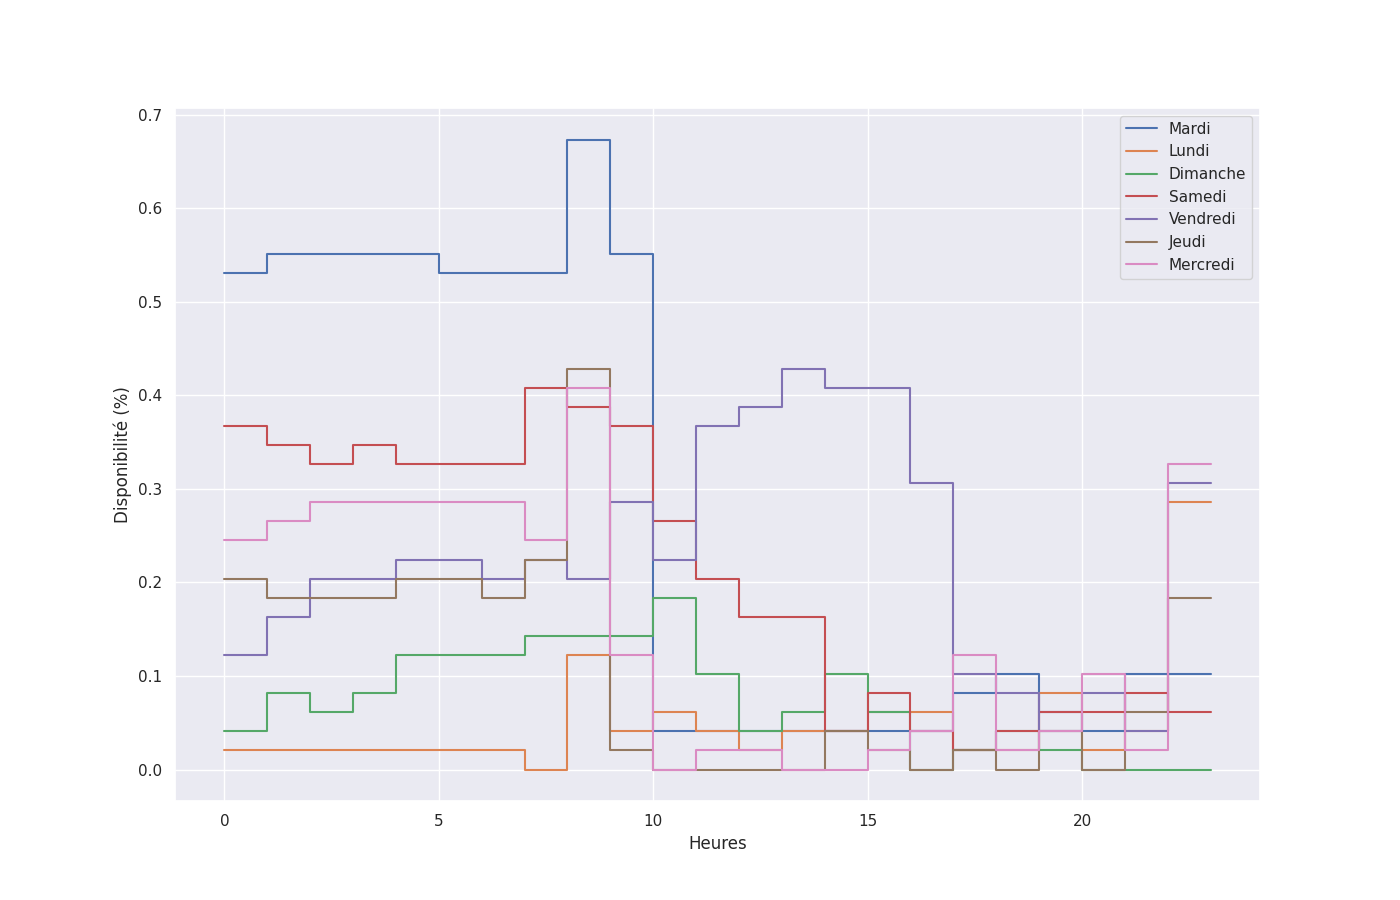 0.7
0.6
0.5
0.4
0.3
0.2
0.1
0.0
Disponibilité (%)
0 5 10 15 20
Heures
Mardi
Lundi
Dimanche
Samedi
Vendredi
Jeudi
Mercredi